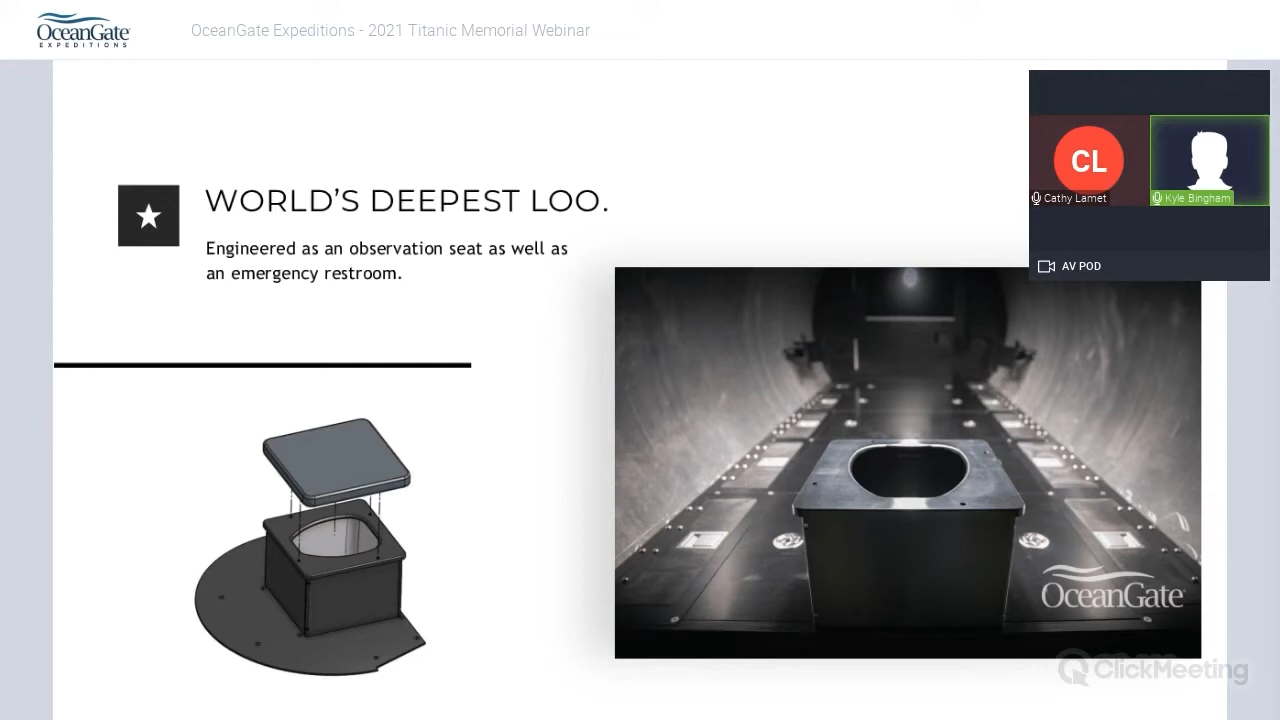 OceanGate
EXPEDITIONS
OceanGate Expeditions - 2021 Titanic Memorial Webinar
CL
Cathy Lamet
Kyle Bingham
AV POD
WORLD’S DEEPEST LOO.
Engineered as an observation seat as well as
an emergency restroom.
OceanGate
ClickMeeting